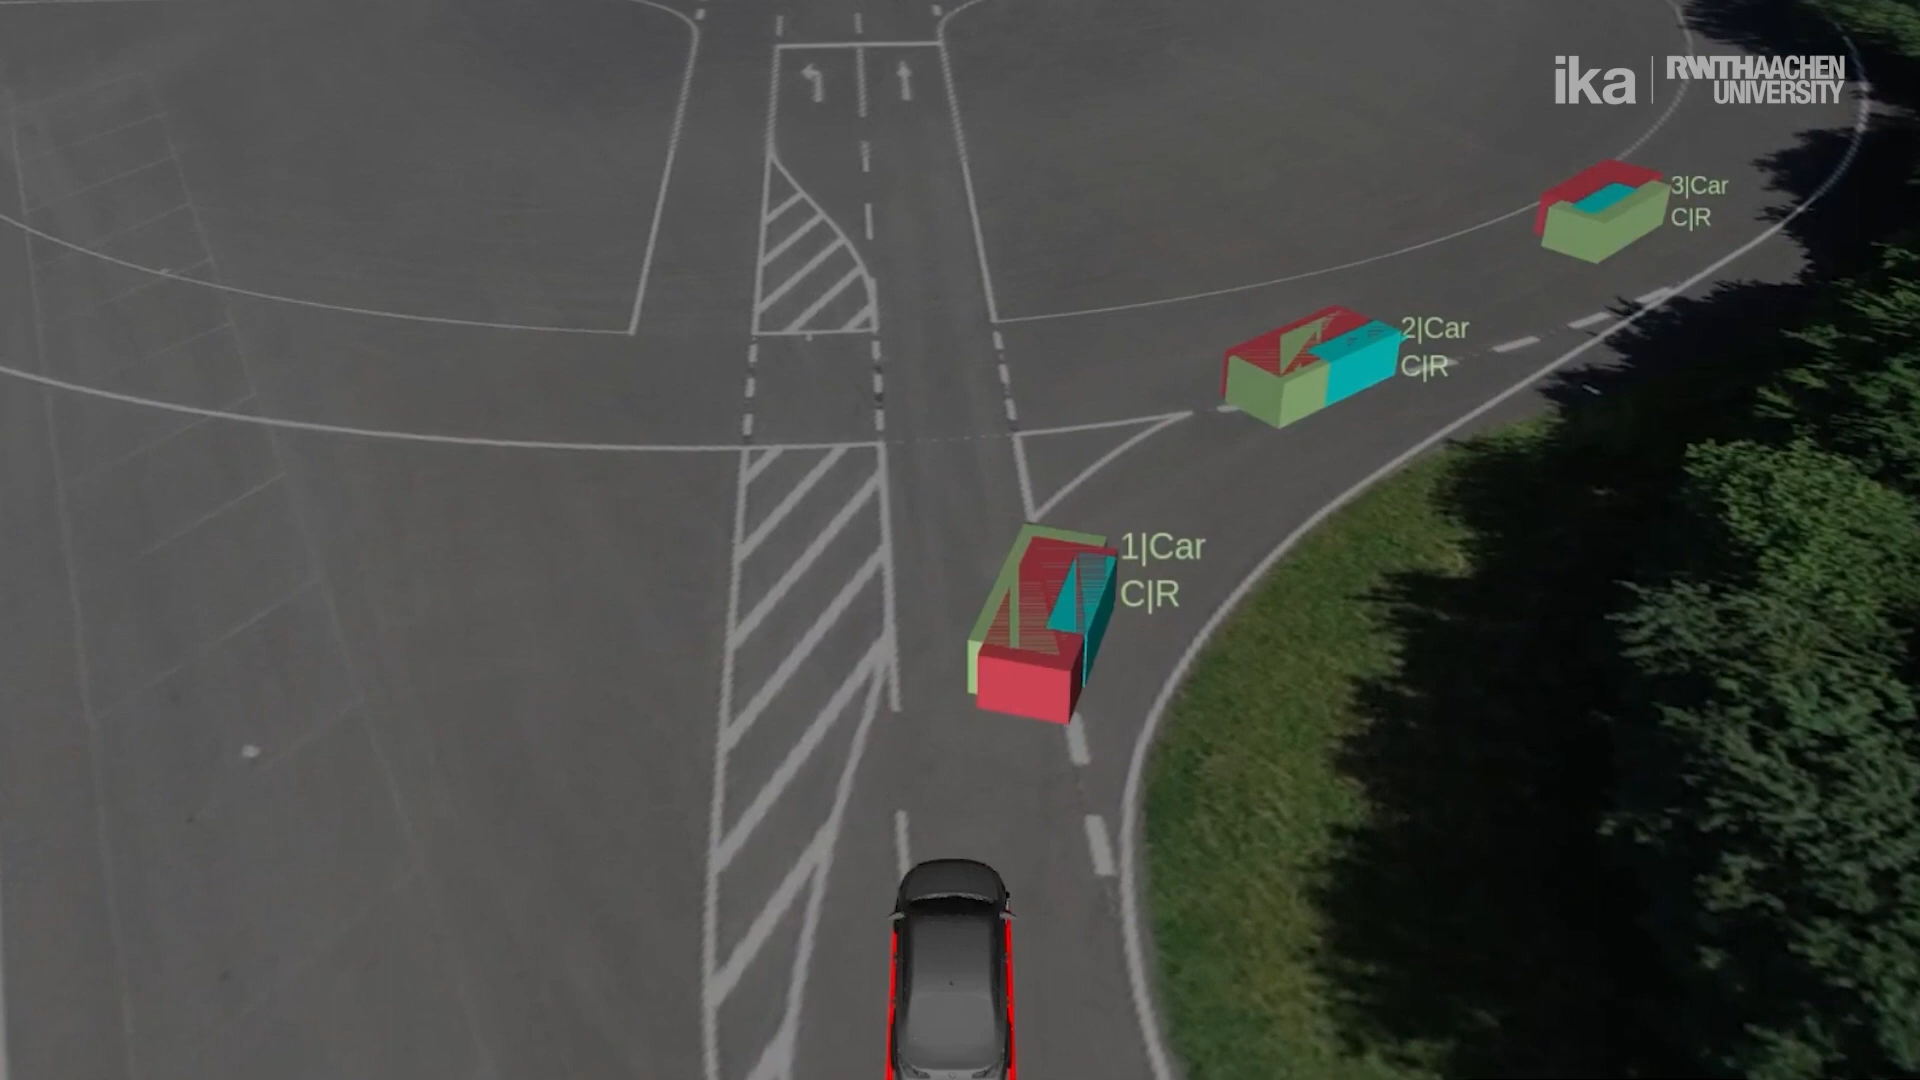 ika
RWTHAACHEN
UNIVERSITY
3|Car
C|R
2|Car
C|R
1|Car
C|R